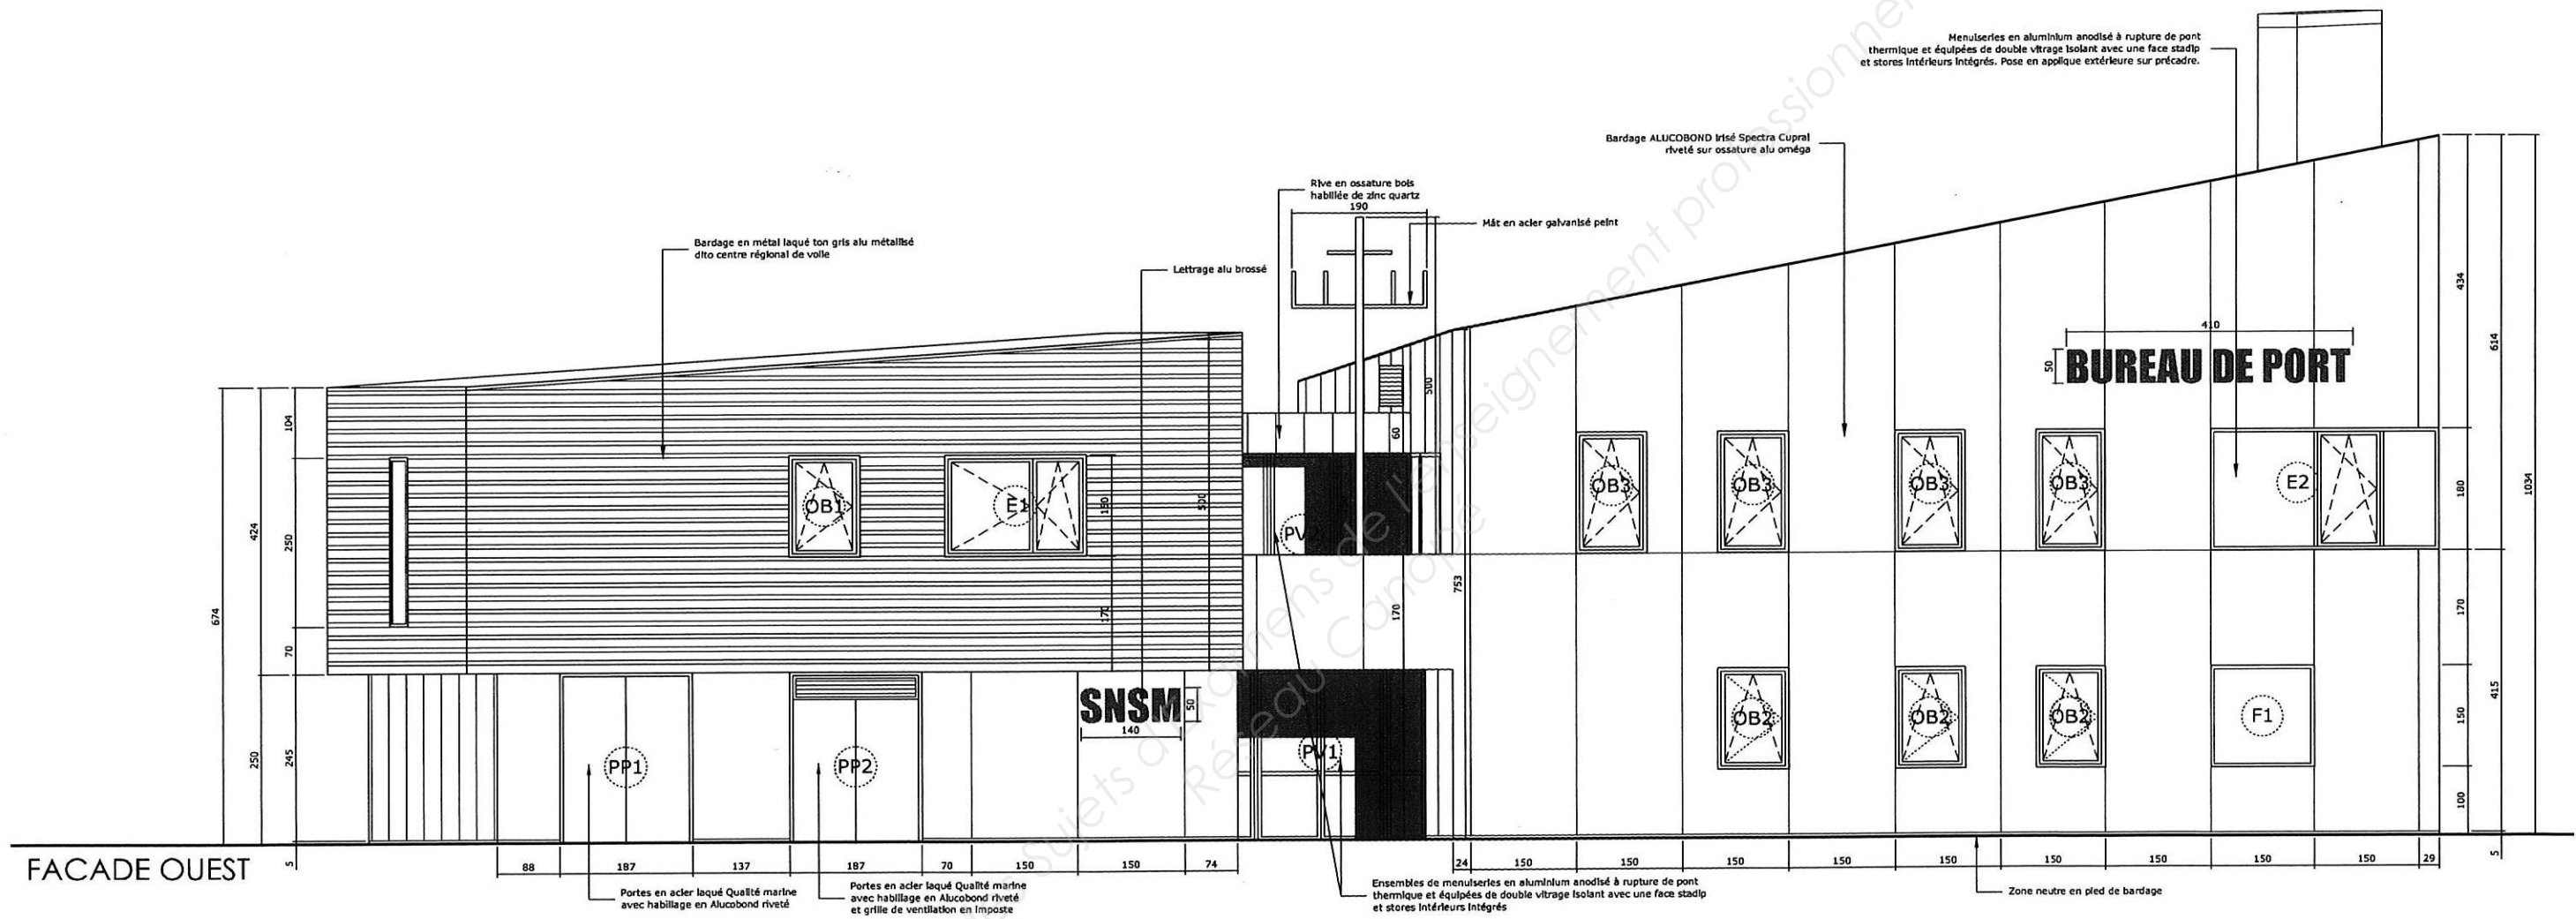 Menuiseries en aluminium anodisé à rupture de pont
thermique et équipées de double vitrage isolant avec une face stadip
et stores intérieurs intégrés. Pose en applique extérieure sur précadre.
Bardage ALUCOBOND irisé Spectra Cupral
riveté sur ossature alu oméga
Rive en ossature bois
habillée de zinc quartz
190
Mât en acier galvanisé peint
Bardage en métal laqué ton gris alu métallisé
dito centre régional de voile
Lettrage alu brossé
410
50
BUREAU DE PORT
434
614
1034
180
170
415
150
100
5
104
424
250
674
70
250
245
5
500
60
OB1
E1
180
500
170
PV2
170
753
OB3
OB3
OB3
OB3
E2
SNSM
50
140
PP1
PP2
PV1
OB2
OB2
OB2
F1
FACADE OUEST
88
187
137
187
70
150
150
74
24
150
150
150
150
150
150
150
150
150
29
Portes en acier laqué Qualité marine
avec habillage en Alucobond riveté
Portes en acier laqué Qualité marine
avec habillage en Alucobond riveté
et grille de ventilation en imposte
Ensembles de menuiseries en aluminium anodisé à rupture de pont
thermique et équipées de double vitrage isolant avec une face stadip
et stores intérieurs intégrés
Zone neutre en pied de bardage
sujets d'examens de l'enseignement professionnel
Réseau Canopé